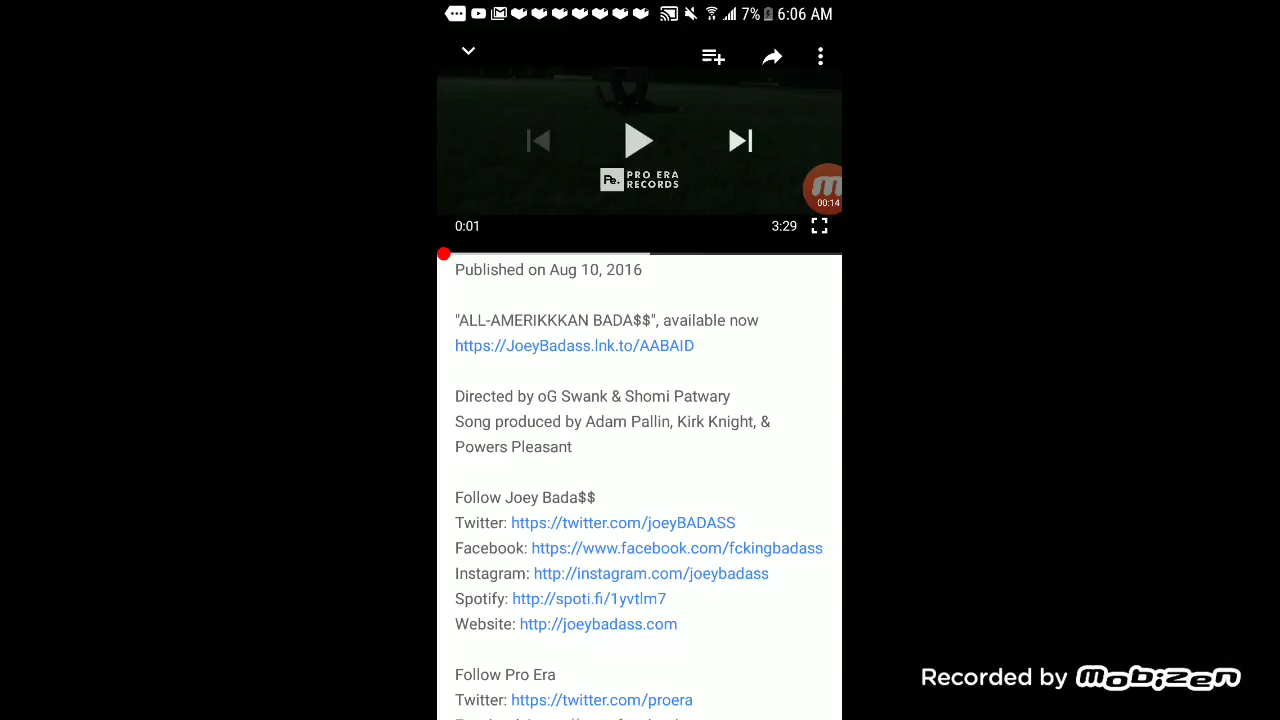 7% 6:06 AM
Pe. PRO ERA
RECORDS
00:14
0:01 3:29
Published on Aug 10, 2016
"ALL-AMERIKKKAN BADA$$", available now
https://JoeyBadass.lnk.to/AABAID
Directed by oG Swank & Shomi Patwary
Song produced by Adam Pallin, Kirk Knight, &
Powers Pleasant
Follow Joey Bada$$
Twitter: https://twitter.com/joeyBADASS
Facebook: https://www.facebook.com/fckingbadass
Instagram: http://instagram.com/joeybadass
Spotify: http://spoti.fi/1yvtlm7
Website: http://joeybadass.com
Follow Pro Era
Twitter: https://twitter.com/proera
Recorded by mobizen